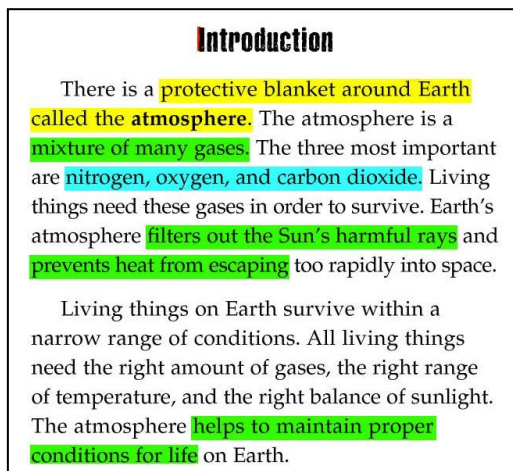 Introduction
There is a protective blanket around Earth
called the atmosphere. The atmosphere is a
mixture of many gases. The three most important
are nitrogen, oxygen, and carbon dioxide. Living
things need these gases in order to survive. Earth’s
atmosphere filters out the Sun’s harmful rays and
prevents heat from escaping too rapidly into space.
Living things on Earth survive within a
narrow range of conditions. All living things
need the right amount of gases, the right range
of temperature, and the right balance of sunlight.
The atmosphere helps to maintain proper
conditions for life on Earth.